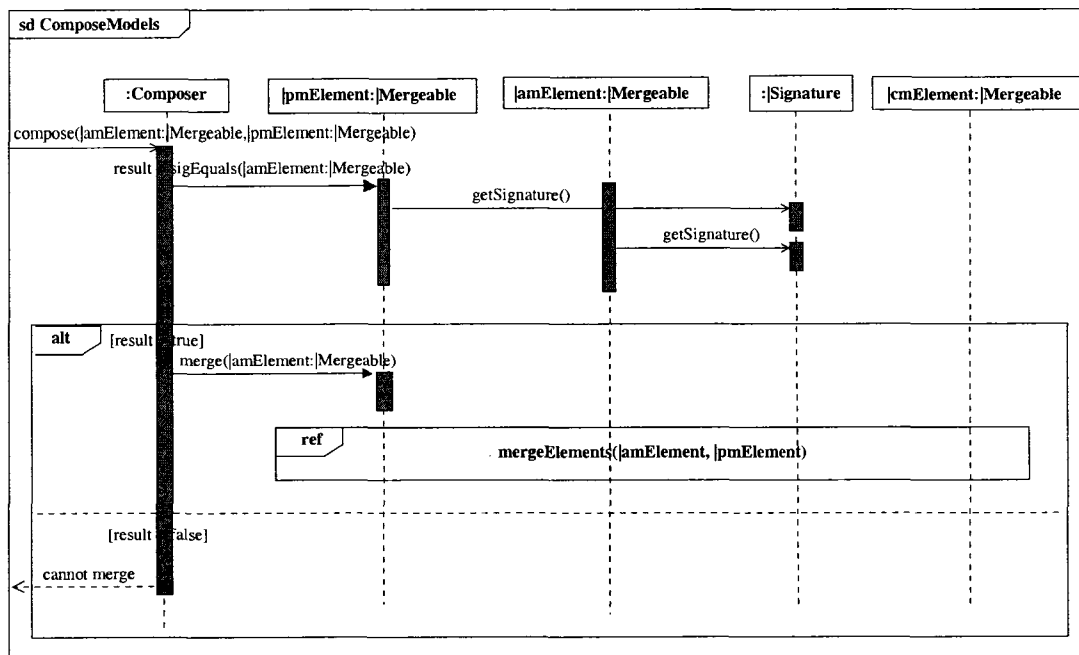 sd ComposeModels
:Composer
|pmElement:|Mergeable
|amElement:|Mergeable
:|Signature
|cmElement:|Mergeable
compose(|amElement:|Mergeable,|pmElement:|Mergeable)
result sigEquals(|amElement:|Mergeable)
getSignature()
getSignature()
alt
[result true]
merge(|amElement:|Mergeable)
ref
mergeElements(|amElement, |pmElement)
[result false]
cannot merge